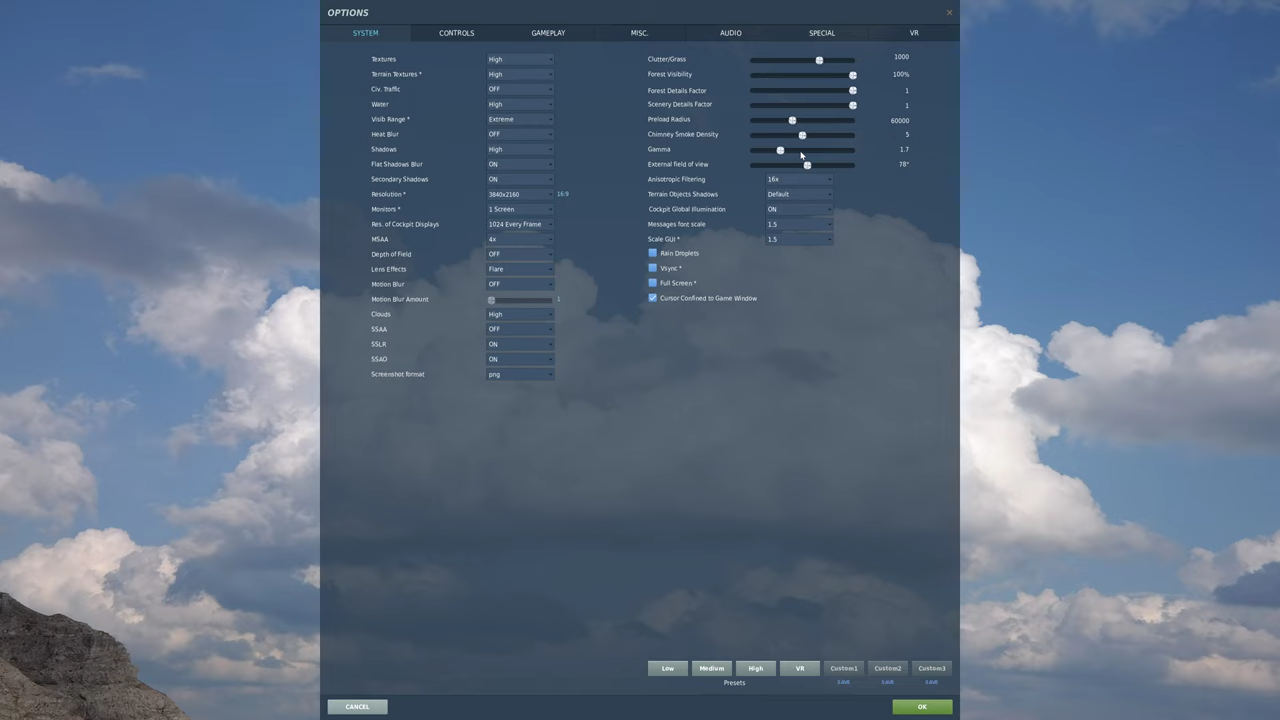 OPTIONS
SYSTEM CONTROLS GAMEPLAY MISC. AUDIO SPECIAL VR
Textures High
Terrain Textures * High
Civ. Traffic OFF
Water High
Visib Range * Extreme
Heat Blur OFF
Shadows High
Flat Shadows Blur ON
Secondary Shadows ON
Resolution * 3840x2160 16:9
Monitors * 1 Screen
Res. of Cockpit Displays 1024 Every Frame
MSAA 4x
Depth of Field OFF
Lens Effects Flare
Motion Blur OFF
Motion Blur Amount 1
Clouds High
SSAA OFF
SSLR ON
SSAO ON
Screenshot format png
Clutter/Grass 1000
Forest Visibility 100%
Forest Details Factor 1
Scenery Details Factor 1
Preload Radius 60000
Chimney Smoke Density 5
Gamma 1.7
External field of view 78°
Anisotropic Filtering 16x
Terrain Objects Shadows Default
Cockpit Global Illumination ON
Messages font scale 1.5
Scale GUI * 1.5
Rain Droplets
Vsync *
Full Screen *
Cursor Confined to Game Window
Low Medium High VR Custom1 Custom2 Custom3
Presets SAVE SAVE SAVE
CANCEL OK